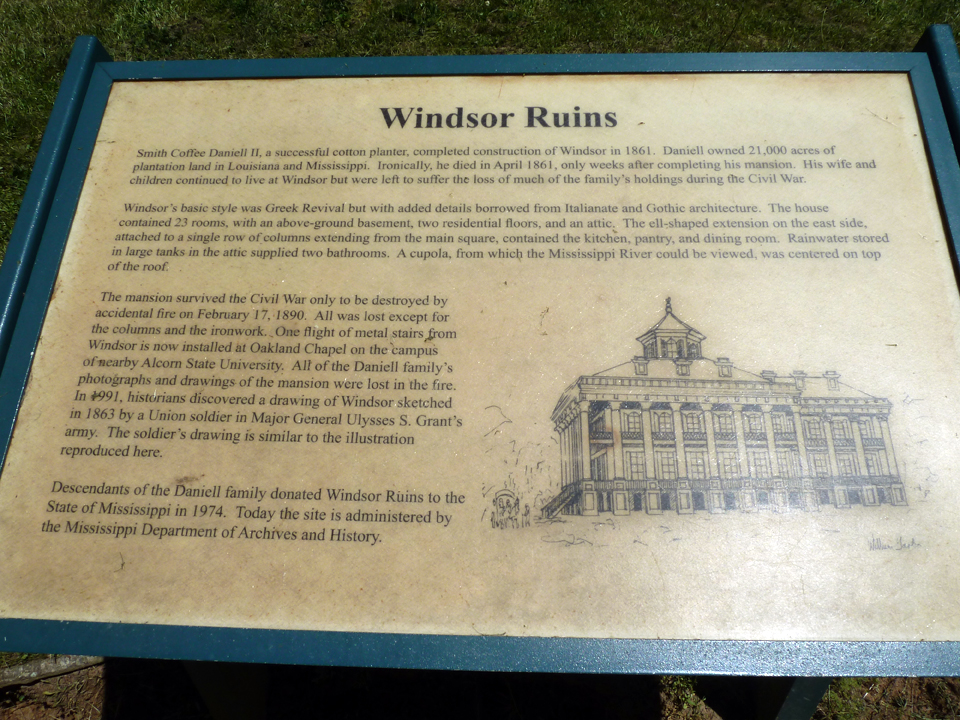 Windsor Ruins
Smith Coffee Daniell II, a successful cotton planter, completed construction of Windsor in 1861. Daniell owned 21,000 acres of
plantation land in Louisiana and Mississippi. Ironically, he died in April 1861, only weeks after completing his mansion. His wife and
children continued to live at Windsor but were left to suffer the loss of much of the family's holdings during the Civil War.
Windsor's basic style was Greek Revival but with added details borrowed from Italianate and Gothic architecture. The house
contained 23 rooms, with an above-ground basement, two residential floors, and an attic. The ell-shaped extension on the east side,
attached to a single row of columns extending from the main square, contained the kitchen, pantry, and dining room. Rainwater stored
in large tanks in the attic supplied two bathrooms. A cupola, from which the Mississippi River could be viewed, was centered on top
of the roof.
The mansion survived the Civil War only to be destroyed by
accidental fire on February 17, 1890. All was lost except for
the columns and the ironwork. One flight of metal stairs from
Windsor is now installed at Oakland Chapel on the campus
of nearby Alcorn State University. All of the Daniell family's
photographs and drawings of the mansion were lost in the fire.
In 1991, historians discovered a drawing of Windsor sketched
in 1863 by a Union soldier in Major General Ulysses S. Grant's
army. The soldier's drawing is similar to the illustration
reproduced here.
Descendants of the Daniell family donated Windsor Ruins to the
State of Mississippi in 1974. Today the site is administered by
the Mississippi Department of Archives and History.